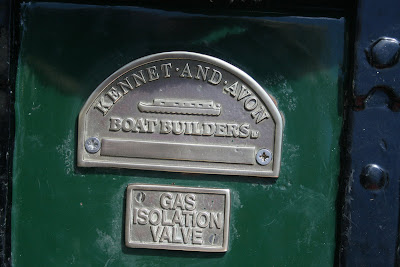 KENNET·AND·AVON
BOAT BUILDERS
GAS
ISOLATION
VALVE